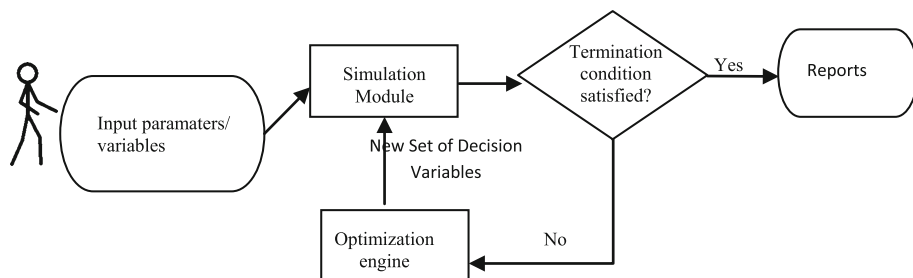 Input paramaters/
variables
Simulation
Module
Termination
condition
satisfied?
Yes
Reports
New Set of Decision
Variables
No
Optimization
engine